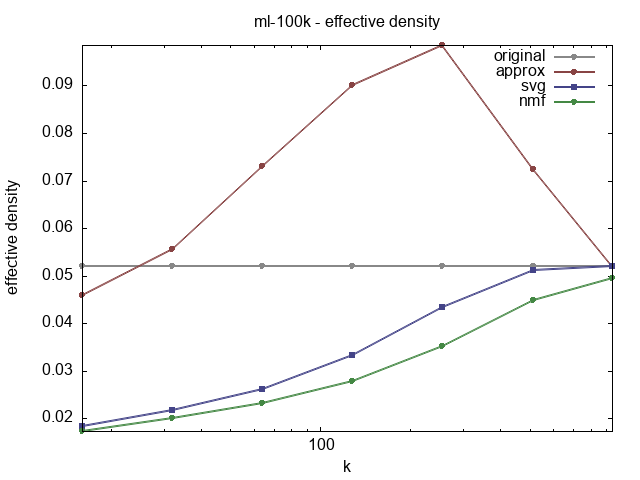 ml-100k - effective density
original
approx
svg
nmf
0.09
0.08
0.07
0.06
0.05
0.04
0.03
0.02
effective density
100
k